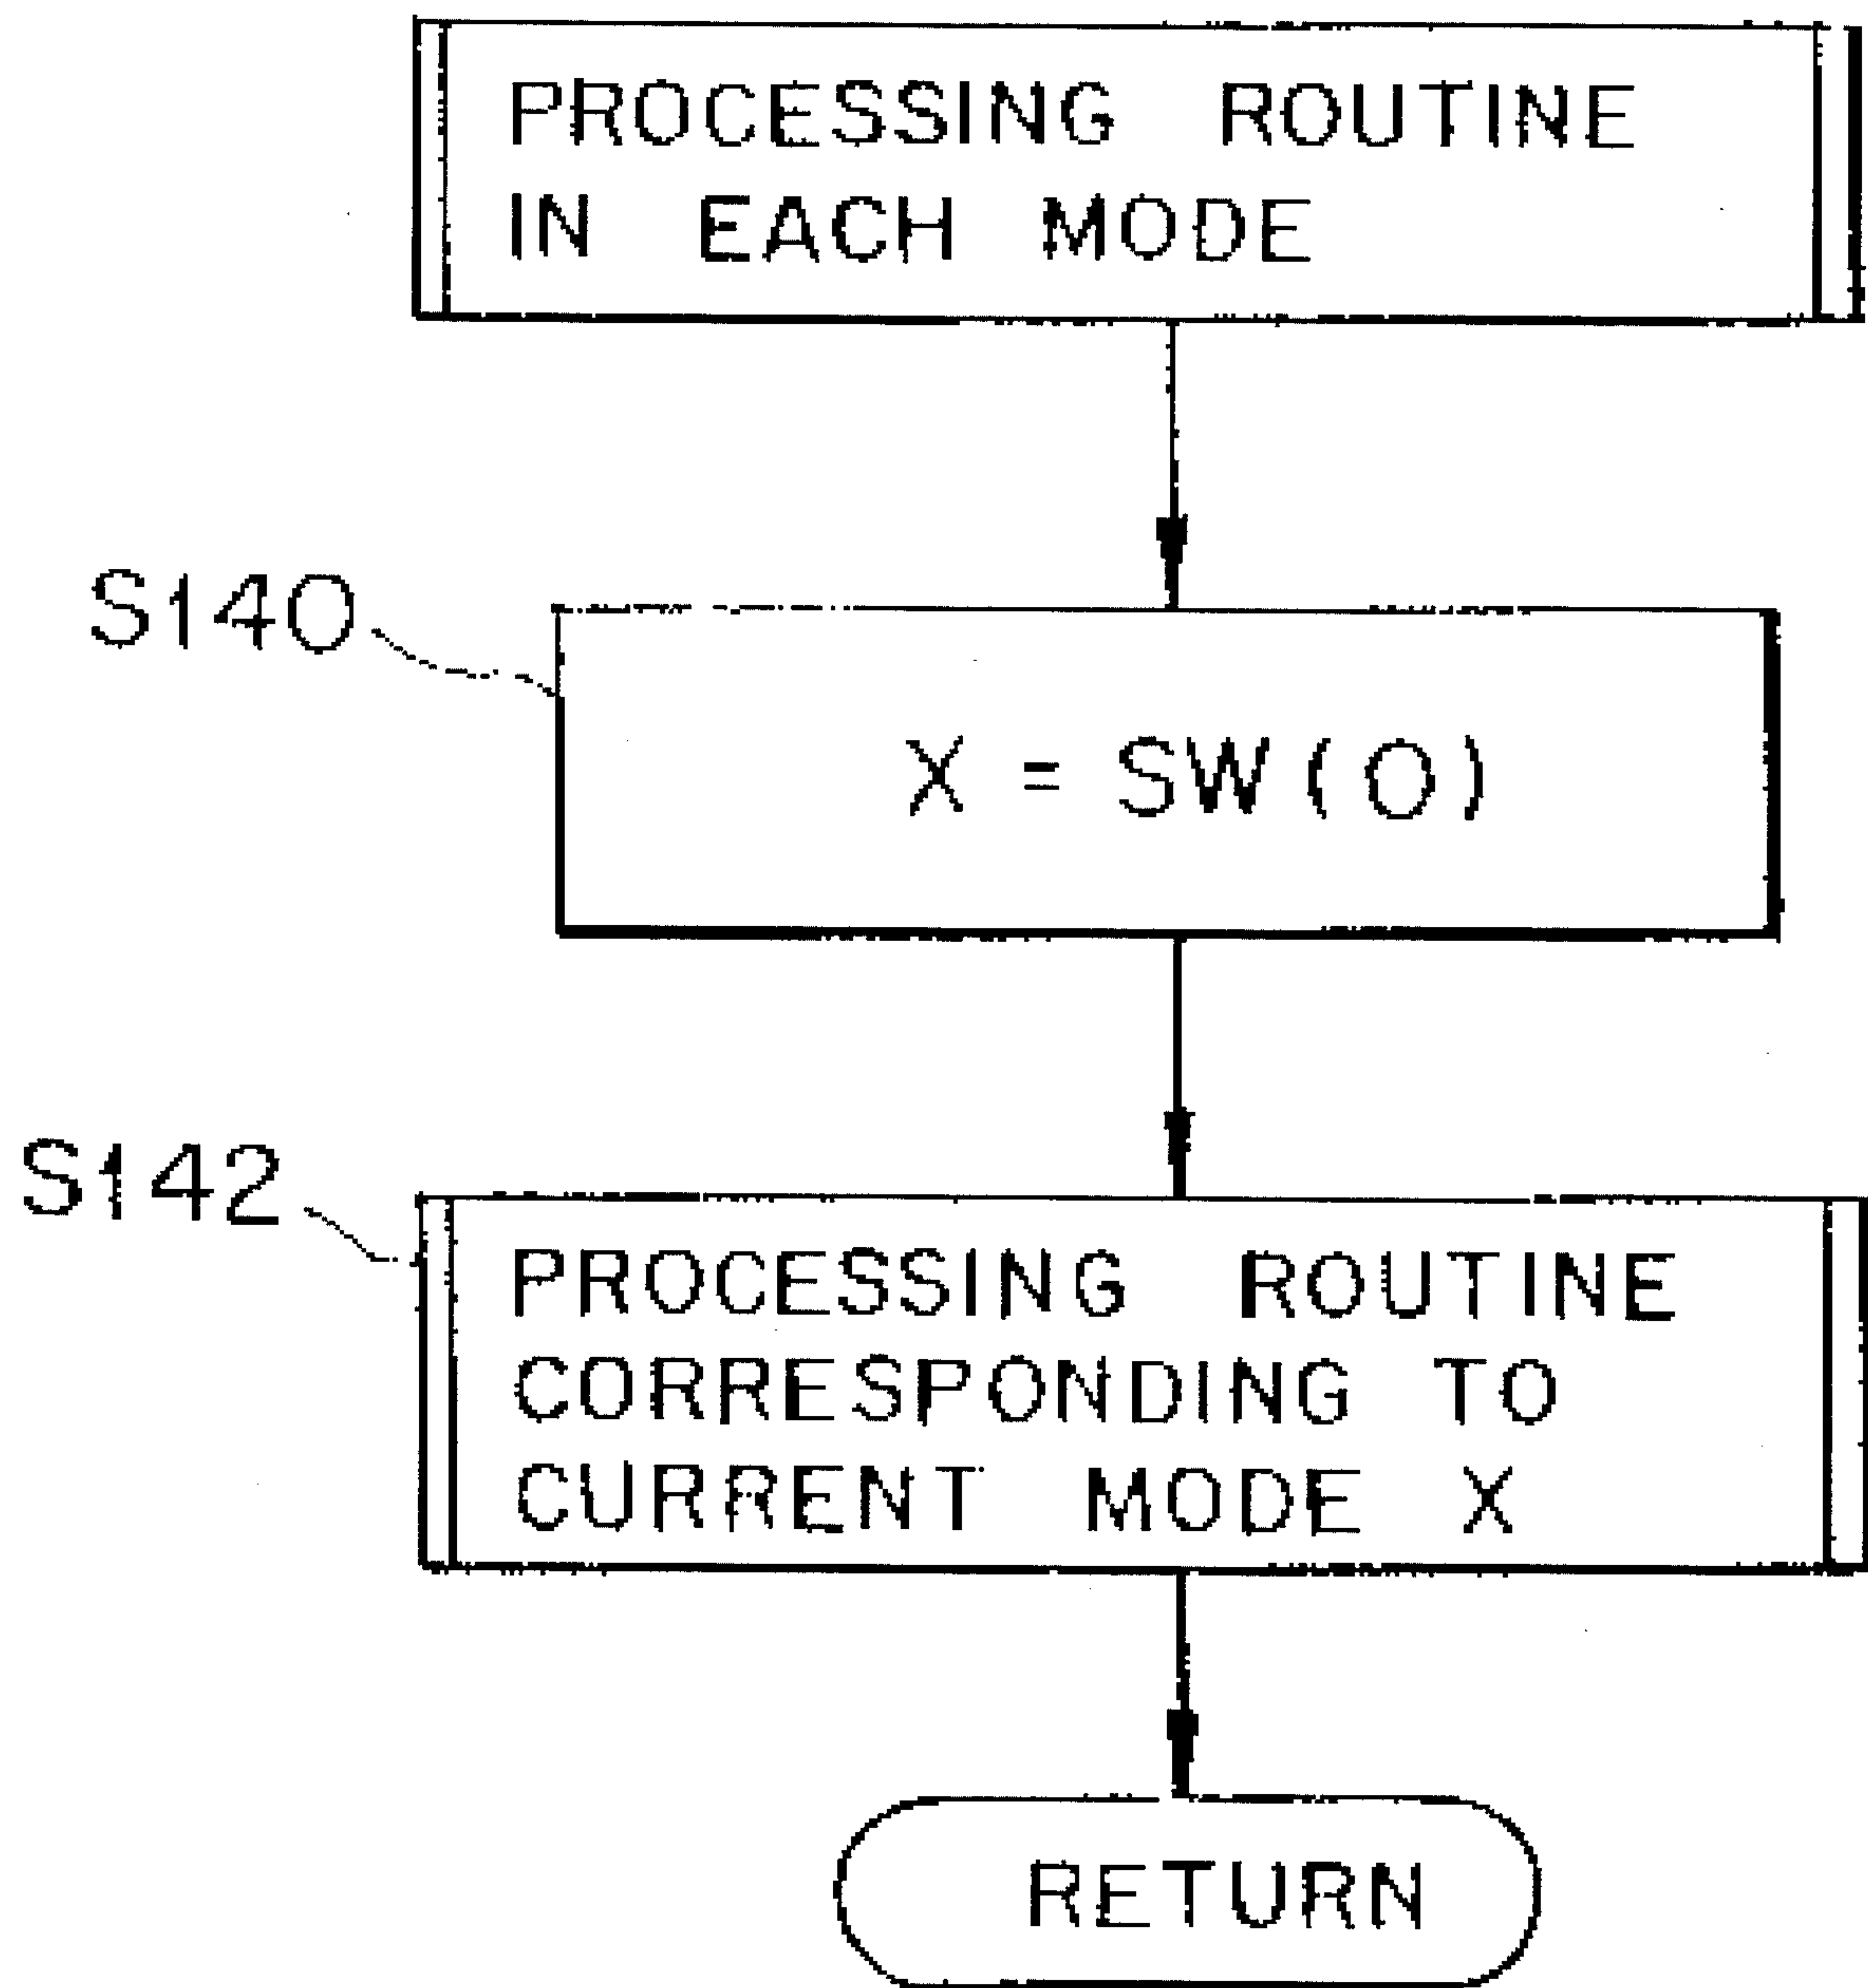 PROCESSING ROUTINE
IN EACH MODE
S140
X = SW(0)
S142
PROCESSING ROUTINE
CORRESPONDING TO
CURRENT MODE X
RETURN